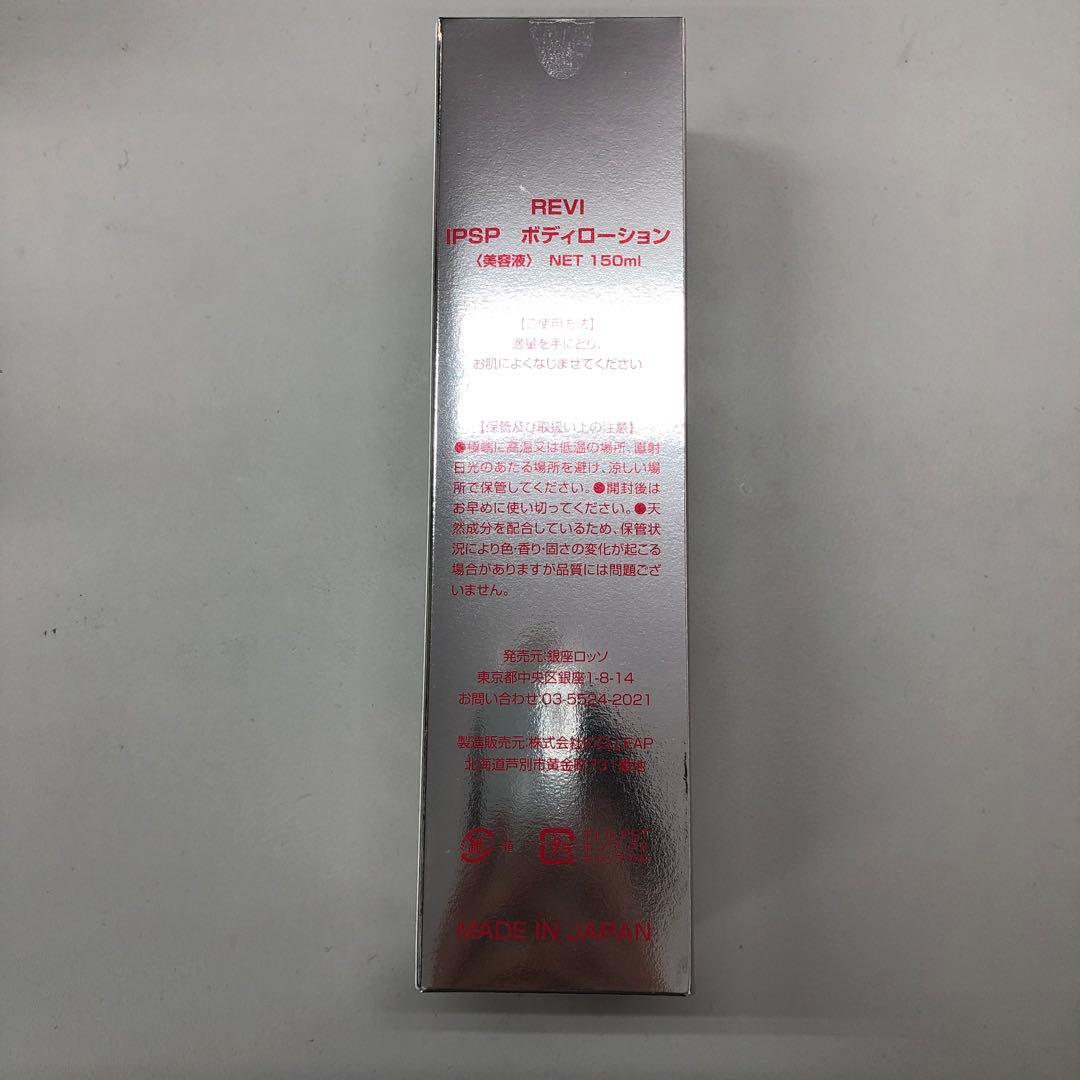 REVI
IPSP ボディローション
〈美容液〉 NET 150ml
【ご使用方法】
適量を手にとり、
お肌によくなじませてください
【保管及び取扱い上の注意】
●極端に高温又は低温の場所、直射
日光のあたる場所を避け、涼しい場
所で保管してください。●開封後は
お早めに使い切ってください。●天
然成分を配合しているため、保管状
況により色・香り・固さの変化が起こる
場合がありますが品質には問題ござ
いません。
発売元:銀座ロッソ
東京都中央区銀座1-8-14
お問い合わせ:03-5524-2021
製造販売元:株式会社
北海道芦別市黄金町731番地
紙 箱
プラ
MADE IN JAPAN